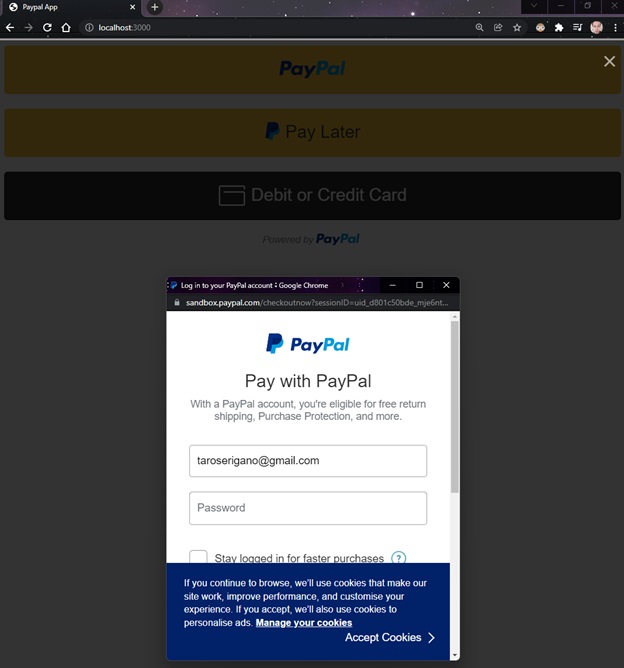 Paypal App
localhost:3000
PayPal
Pay Later
Debit or Credit Card
Powered by PayPal
Log in to your PayPal account - Google Chrome
sandbox.paypal.com/checkoutnow?sessionID=uid_d801c50bde_mje6nt...
PayPal
Pay with PayPal
With a PayPal account, you're eligible for free return
shipping, Purchase Protection, and more.
taroserigano@gmail.com
Password
Stay logged in for faster purchases ?
If you continue to browse, we'll use cookies that make our
site work, improve performance, and customise your
experience. If you accept, we'll also use cookies to
personalise ads. Manage your cookies
Accept Cookies